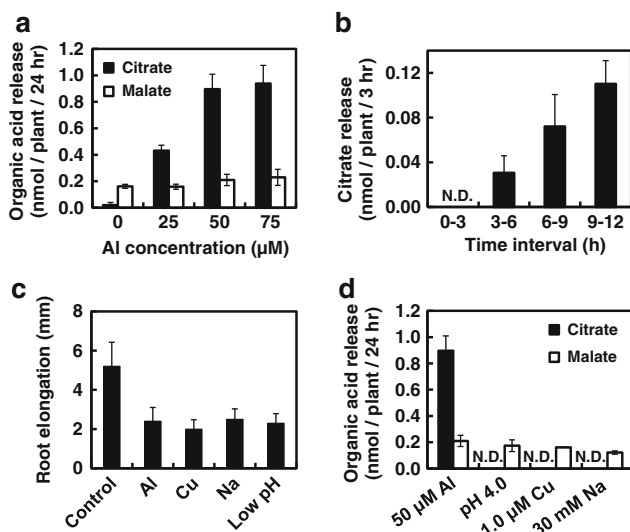 a
Organic acid release
(nmol / plant / 24 hr)
1.2
1.0
0.8
0.6
0.4
0.2
0.0
Citrate
Malate
0 25 50 75
Al concentration (µM)
b
Citrate release
(nmol / plant / 3 hr)
0.12
0.08
0.04
0.00
N.D.
0-3 3-6 6-9 9-12
Time interval (h)
c
Root elongation (mm)
8
6
4
2
0
Control Al Cu Na Low pH
d
Organic acid release
(nmol / plant / 24 hr)
1.2
1.0
0.8
0.6
0.4
0.2
0.0
Citrate
Malate
N.D. N.D. N.D.
50 µM Al pH 4.0 1.0 µM Cu 30 mM Na